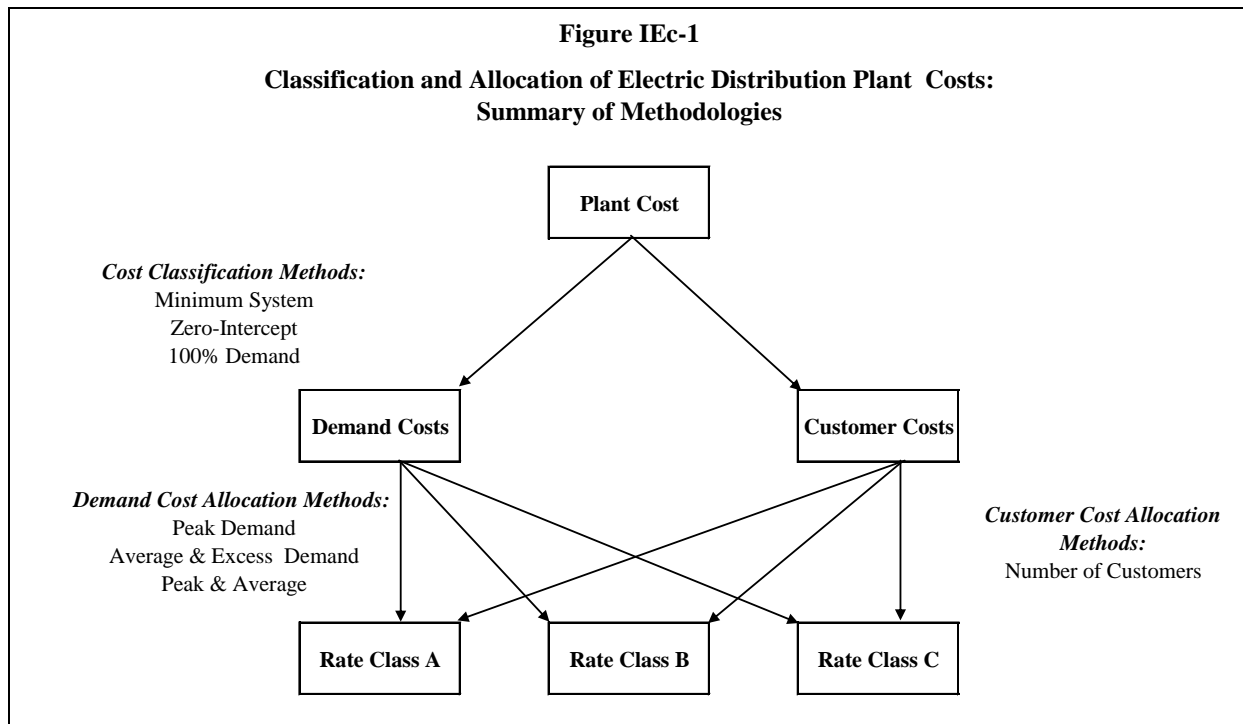 Figure IEc-1
Classification and Allocation of Electric Distribution Plant Costs:
Summary of Methodologies
Plant Cost
Cost Classification Methods:
Minimum System
Zero-Intercept
100% Demand
Demand Costs
Customer Costs
Demand Cost Allocation Methods:
Peak Demand
Average & Excess Demand
Peak & Average
Customer Cost Allocation
Methods:
Number of Customers
Rate Class A
Rate Class B
Rate Class C